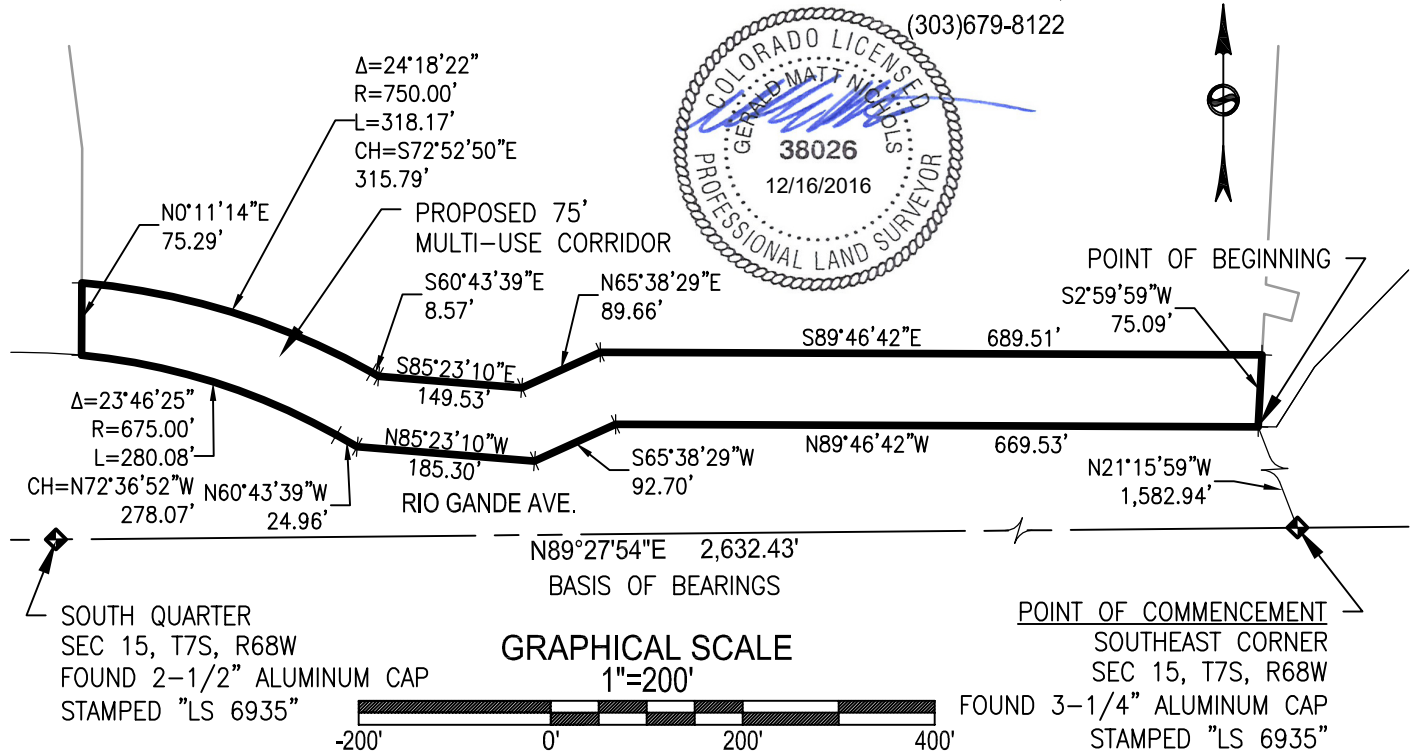 (303)679-8122
COLORADO LICENSED
GERALD MATT NICHOLS
38026
12/16/2016
PROFESSIONAL LAND SURVEYOR
Δ=24°18'22"
R=750.00'
L=318.17'
CH=S72°52'50"E
315.79'
N0°11'14"E
75.29'
PROPOSED 75'
MULTI-USE CORRIDOR
S60°43'39"E
8.57'
N65°38'29"E
89.66'
POINT OF BEGINNING
S2°59'59"W
75.09'
S89°46'42"E 689.51'
S85°23'10"E
149.53'
Δ=23°46'25"
R=675.00'
L=280.08'
CH=N72°36'52"W
278.07'
N60°43'39"W
24.96'
N85°23'10"W
185.30'
S65°38'29"W
92.70'
N89°46'42"W 669.53'
N21°15'59"W
1,582.94'
RIO GANDE AVE.
N89°27'54"E 2,632.43'
BASIS OF BEARINGS
SOUTH QUARTER
SEC 15, T7S, R68W
FOUND 2-1/2" ALUMINUM CAP
STAMPED "LS 6935"
GRAPHICAL SCALE
1"=200'
-200' 0' 200' 400'
POINT OF COMMENCEMENT
SOUTHEAST CORNER
SEC 15, T7S, R68W
FOUND 3-1/4" ALUMINUM CAP
STAMPED "LS 6935"